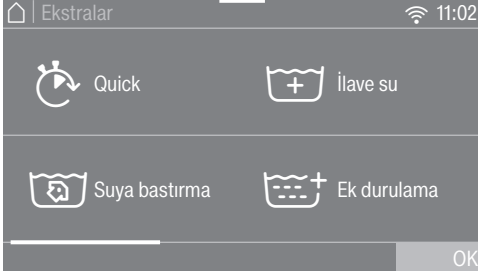 Ekstralar 11:02
Quick İlave su
Suya bastırma Ek durulama
OK